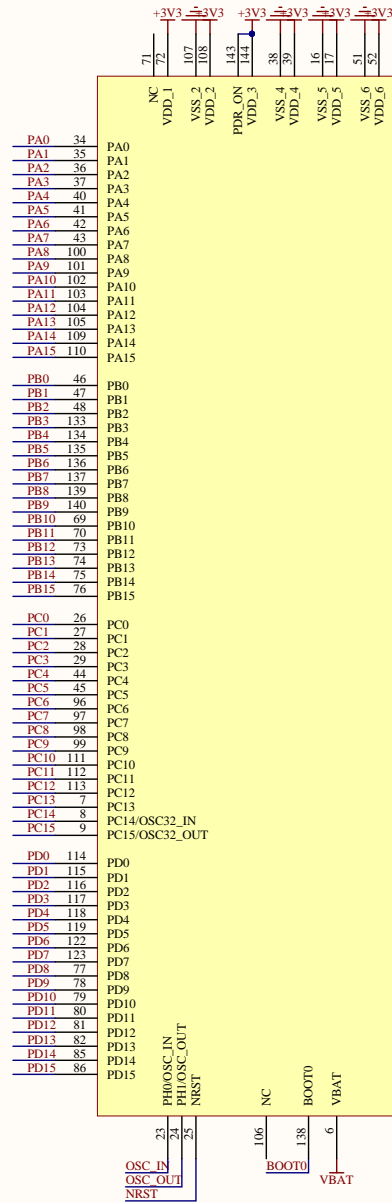 +3V3 +3V3 +3V3 +3V3 +3V3 +3V3
71 72 107 108 143 144 38 39 16 17 51 52
NC VDD_1 VSS_2 VDD_2 PDR_ON VDD_3 VSS_4 VDD_4 VSS_5 VDD_5 VSS_6 VDD_6
PA0 34 PA0
PA1 35 PA1
PA2 36 PA2
PA3 37 PA3
PA4 40 PA4
PA5 41 PA5
PA6 42 PA6
PA7 43 PA7
PA8 100 PA8
PA9 101 PA9
PA10 102 PA10
PA11 103 PA11
PA12 104 PA12
PA13 105 PA13
PA14 109 PA14
PA15 110 PA15
PB0 46 PB0
PB1 47 PB1
PB2 48 PB2
PB3 133 PB3
PB4 134 PB4
PB5 135 PB5
PB6 136 PB6
PB7 137 PB7
PB8 139 PB8
PB9 140 PB9
PB10 69 PB10
PB11 70 PB11
PB12 73 PB12
PB13 74 PB13
PB14 75 PB14
PB15 76 PB15
PC0 26 PC0
PC1 27 PC1
PC2 28 PC2
PC3 29 PC3
PC4 44 PC4
PC5 45 PC5
PC6 96 PC6
PC7 97 PC7
PC8 98 PC8
PC9 99 PC9
PC10 111 PC10
PC11 112 PC11
PC12 113 PC12
PC13 7 PC13
PC14 8 PC14/OSC32_IN
PC15 9 PC15/OSC32_OUT
PD0 114 PD0
PD1 115 PD1
PD2 116 PD2
PD3 117 PD3
PD4 118 PD4
PD5 119 PD5
PD6 122 PD6
PD7 123 PD7
PD8 77 PD8
PD9 78 PD9
PD10 79 PD10
PD11 80 PD11
PD12 81 PD12
PD13 82 PD13
PD14 85 PD14
PD15 86 PD15
PH0/OSC_IN PH1/OSC_OUT NRST NC BOOT0 VBAT
23 24 25 106 138 6
OSC_IN BOOT0
OSC_OUT VBAT
NRST